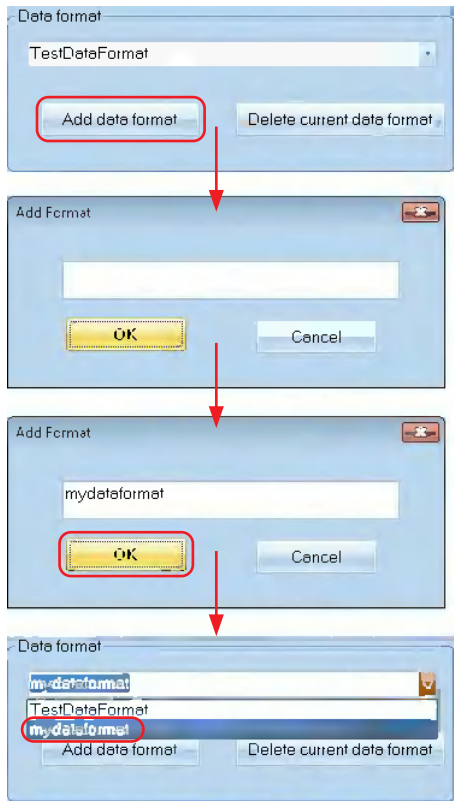 Data format
TestDataFormat
Add data format Delete current data format
Add Format
OK Cancel
Add Format
mydataformat
OK Cancel
Data format
mydataformat
TestDataFormat
mydataformat
Add data format Delete current data format